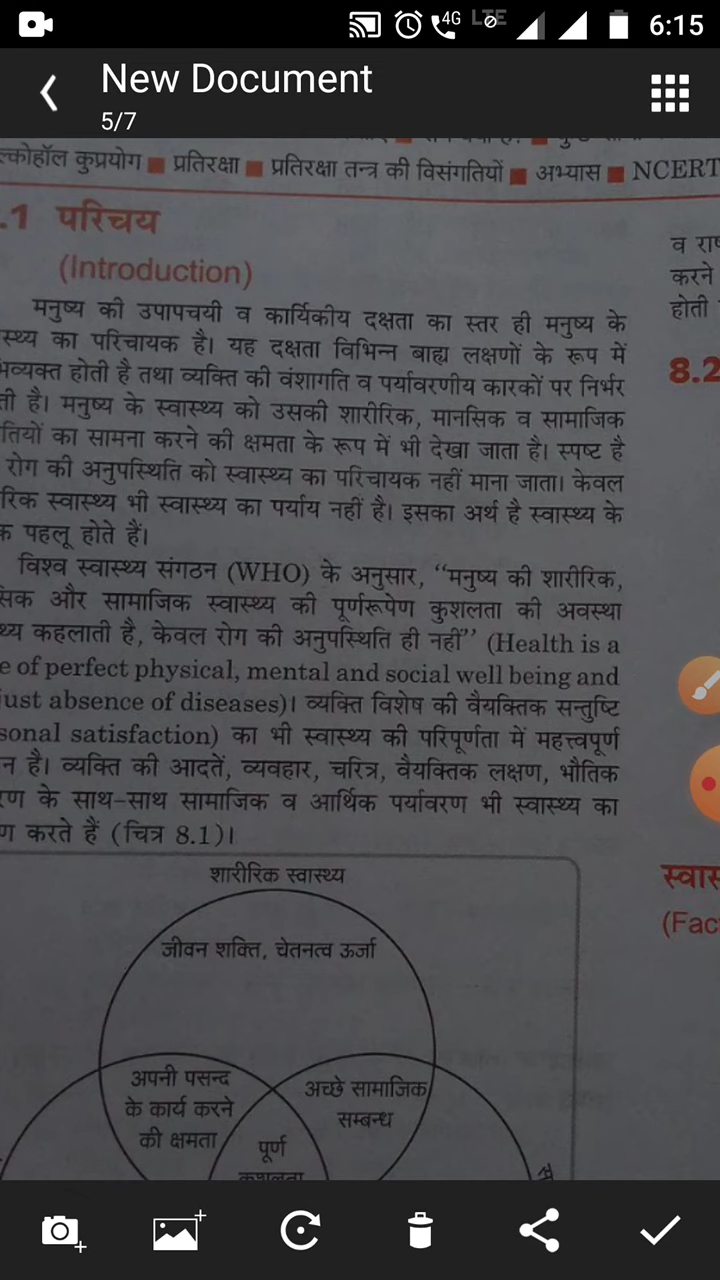 4G LTE 6:15
New Document
5/7
कुप्रयोग ■ प्रतिरक्षा ■ प्रतिरक्षा तन्त्र की विसंगतियों ■ अभ्यास ■ NCERT
.1 परिचय
(Introduction)
मनुष्य की उपापचयी व कार्यिकीय दक्षता का स्तर ही मनुष्य के
स्थ्य का परिचायक है। यह दक्षता विभिन्न बाह्य लक्षणों के रूप में
भव्यक्त होती है तथा व्यक्ति की वंशागति व पर्यावरणीय कारकों पर निर्भर
ती है। मनुष्य के स्वास्थ्य को उसकी शारीरिक, मानसिक व सामाजिक
तियों का सामना करने की क्षमता के रूप में भी देखा जाता है। स्पष्ट है
रोग की अनुपस्थिति को स्वास्थ्य का परिचायक नहीं माना जाता। केवल
रिक स्वास्थ्य भी स्वास्थ्य का पर्याय नहीं है। इसका अर्थ है स्वास्थ्य के
क पहलू होते हैं।
विश्व स्वास्थ्य संगठन (WHO) के अनुसार, ‘‘मनुष्य की शारीरिक,
सिक और सामाजिक स्वास्थ्य की पूर्णरूपेण कुशलता की अवस्था
थ्य कहलाती है, केवल रोग की अनुपस्थिति ही नहीं’’ (Health is a
e of perfect physical, mental and social well being and
just absence of diseases)। व्यक्ति विशेष की वैयक्तिक सन्तुष्टि
sonal satisfaction) का भी स्वास्थ्य की परिपूर्णता में महत्त्वपूर्ण
न है। व्यक्ति की आदतें, व्यवहार, चरित्र, वैयक्तिक लक्षण, भौतिक
रण के साथ-साथ सामाजिक व आर्थिक पर्यावरण भी स्वास्थ्य का
ण करते हैं (चित्र 8.1)।
शारीरिक स्वास्थ्य
जीवन शक्ति, चेतनत्व ऊर्जा
अपनी पसन्द
के कार्य करने
की क्षमता
अच्छे सामाजिक
सम्बन्ध
पूर्ण
कुशलता
व राष
करने
होती
8.2
स्वास
(Fac